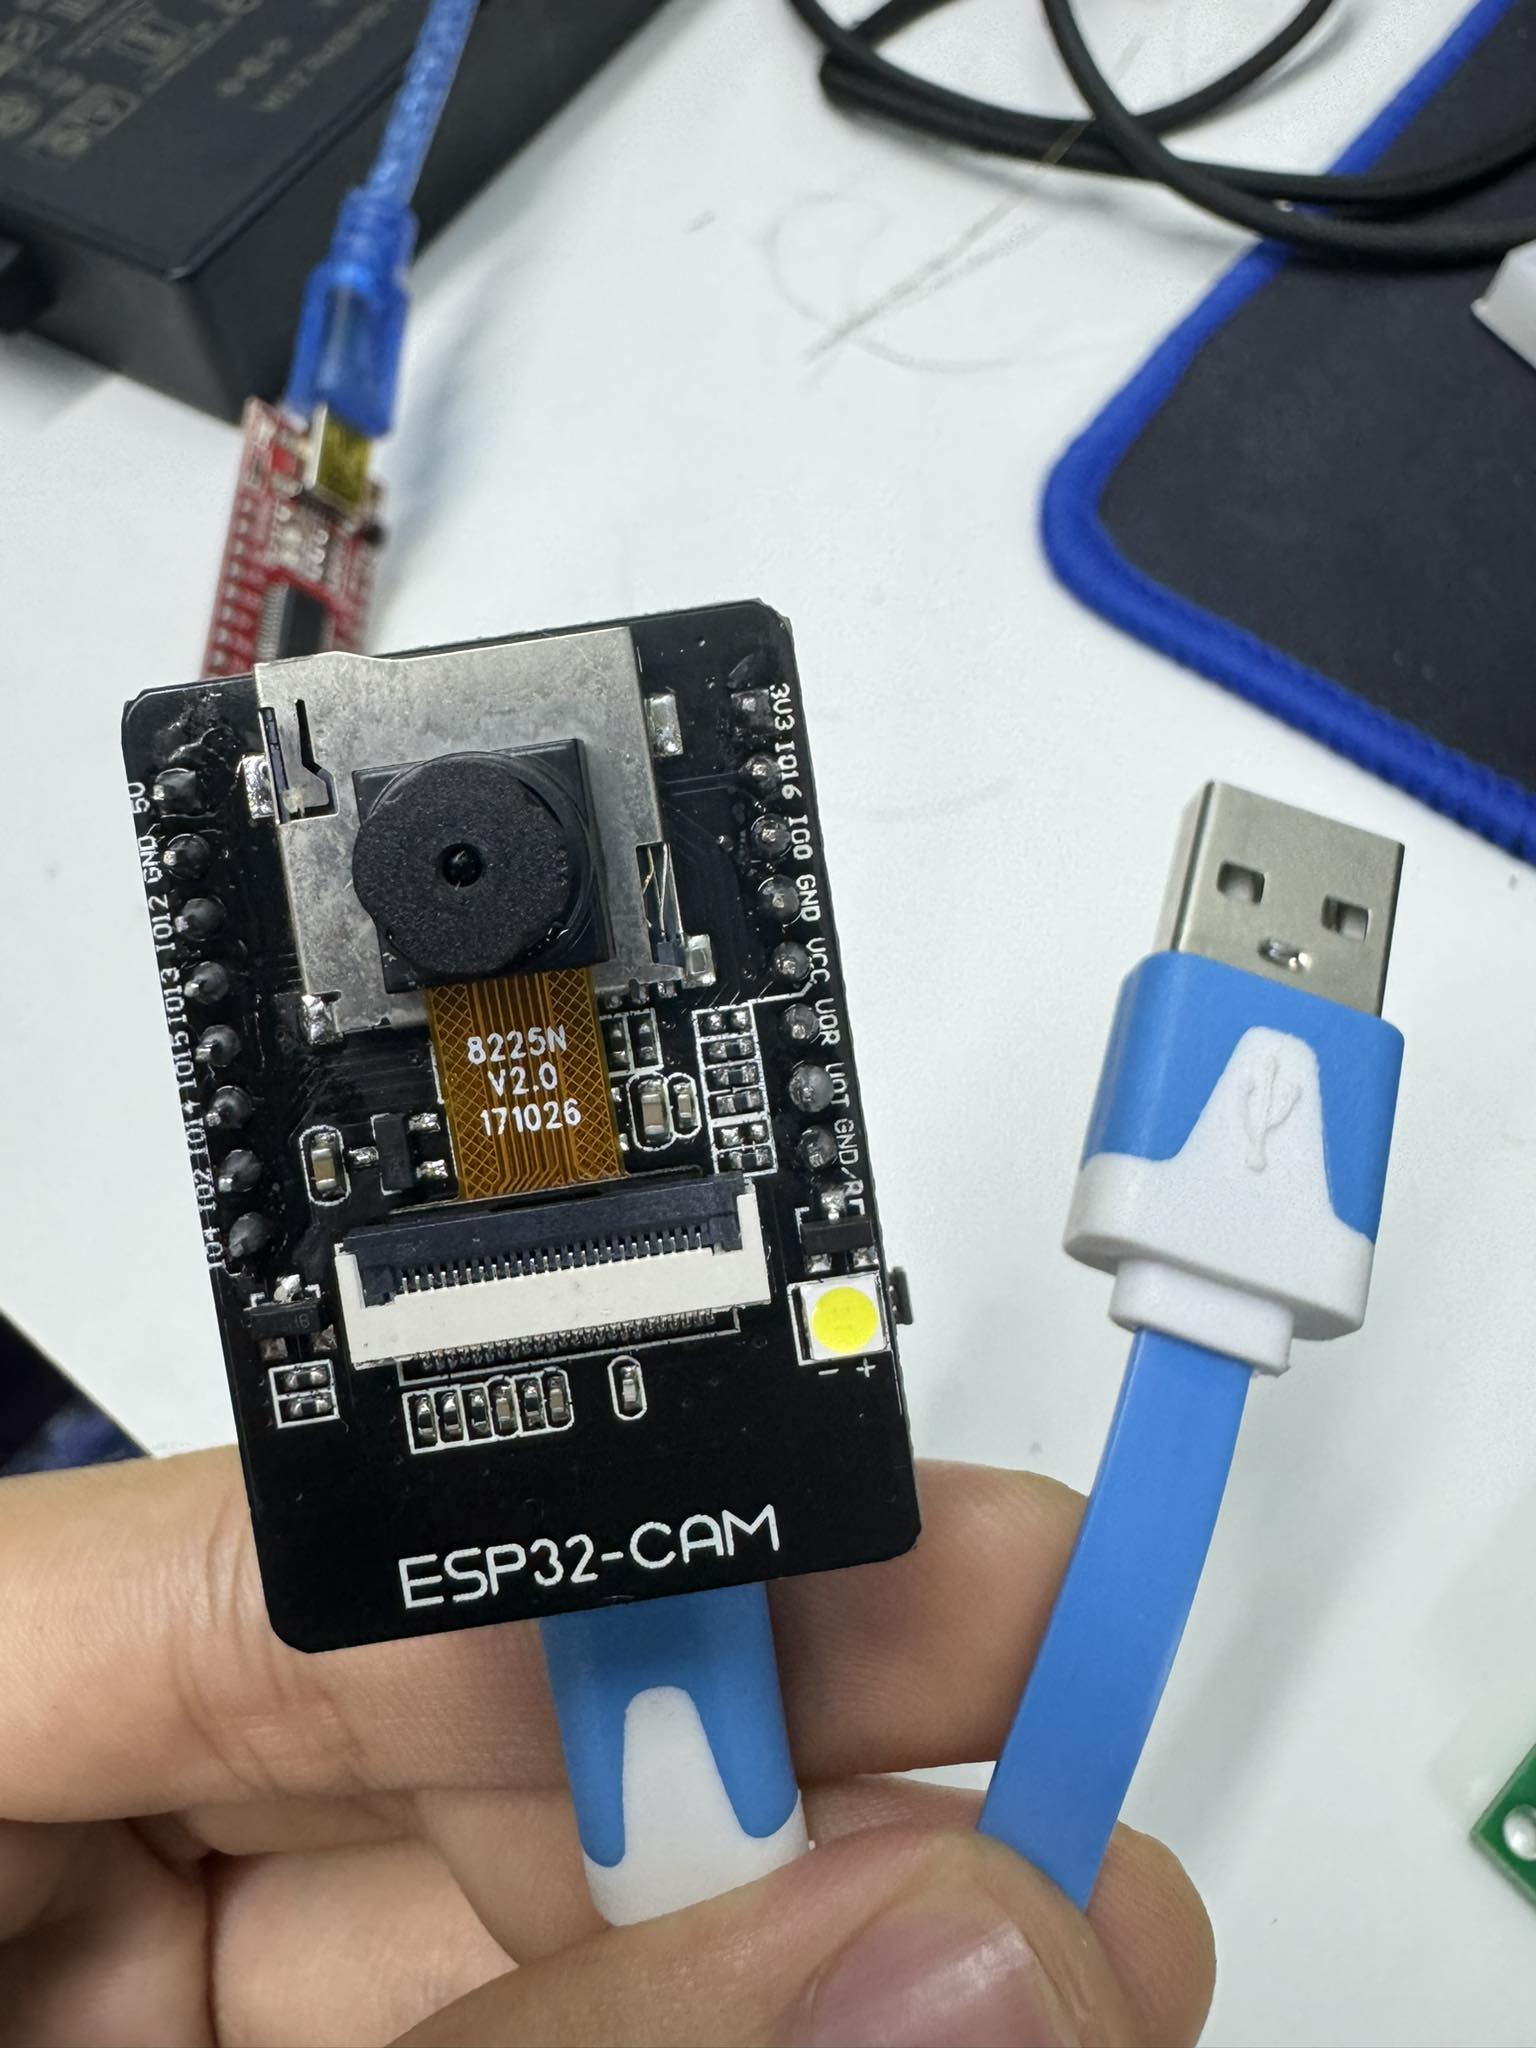 5V GND IO12 IO13 IO15 IO14 IO2 IO4
3V3 IO16 IO0 GND VCC UOR UOT GND/R
8225N
V2.0
171026
- +
ESP32-CAM